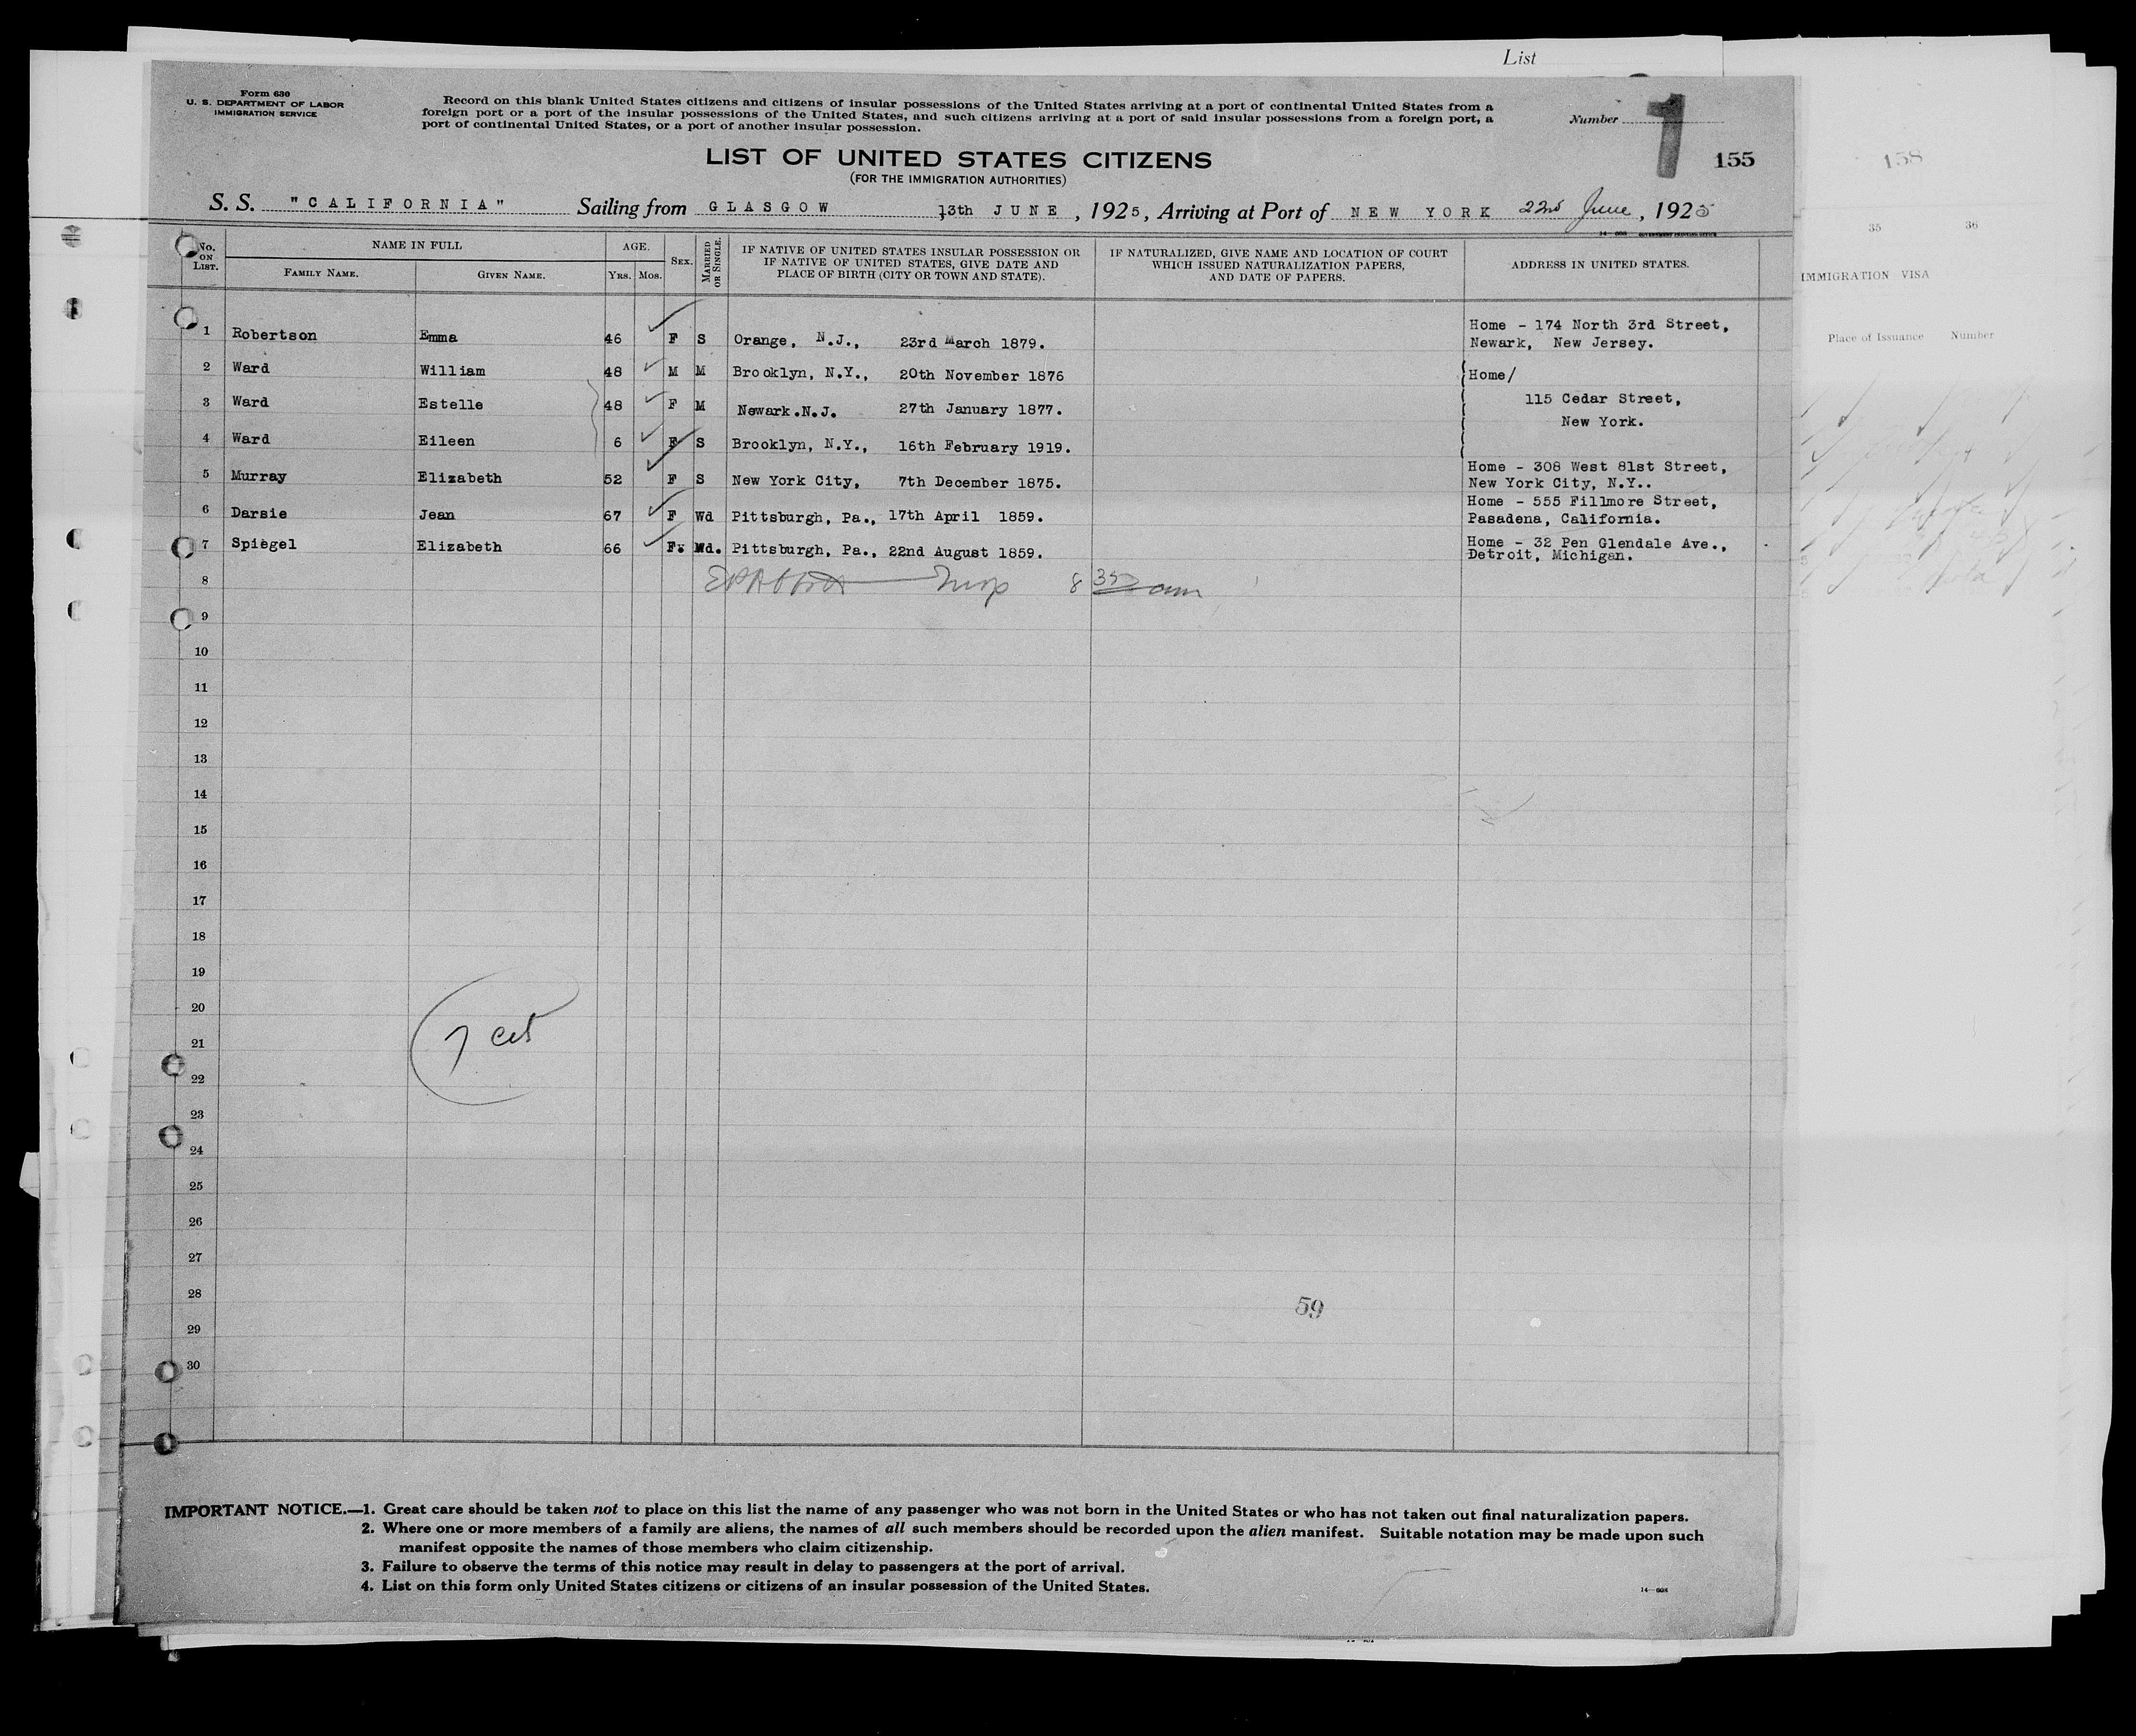 List
Form 630
U. S. DEPARTMENT OF LABOR
IMMIGRATION SERVICE
Record on this blank United States citizens and citizens of insular possessions of the United States arriving at a port of continental United States from a
foreign port or a port of the insular possessions of the United States, and such citizens arriving at a port of said insular possessions from a foreign port, a
port of continental United States, or a port of another insular possession.
Number 1
155
158
LIST OF UNITED STATES CITIZENS
(FOR THE IMMIGRATION AUTHORITIES)
S. S. "CALIFORNIA" Sailing from GLASGOW 13th JUNE, 1925, Arriving at Port of NEW YORK 22nd June, 1925
No. ON LIST. NAME IN FULL FAMILY NAME. GIVEN NAME. AGE. YRS. MOS. SEX. MARRIED OR SINGLE. IF NATIVE OF UNITED STATES INSULAR POSSESSION OR IF NATIVE OF UNITED STATES, GIVE DATE AND PLACE OF BIRTH (CITY OR TOWN AND STATE). IF NATURALIZED, GIVE NAME AND LOCATION OF COURT WHICH ISSUED NATURALIZATION PAPERS, AND DATE OF PAPERS. ADDRESS IN UNITED STATES.
35 36
IMMIGRATION VISA
Place of Issuance Number
1 Robertson Emma 46 F S Orange, N.J., 23rd March 1879. Home - 174 North 3rd Street,
Newark, New Jersey.
2 Ward William 48 M M Brooklyn, N.Y., 20th November 1876 Home/
3 Ward Estelle 48 F M Newark.N.J. 27th January 1877. 115 Cedar Street,
New York.
4 Ward Eileen 6 F S Brooklyn, N.Y., 16th February 1919.
5 Murray Elizabeth 52 F S New York City, 7th December 1875. Home - 308 West 81st Street,
New York City, N.Y..
6 Darsie Jean 67 F Wd Pittsburgh, Pa., 17th April 1859. Home - 555 Fillmore Street,
Pasadena, California.
7 Spiegel Elizabeth 66 F. Wd. Pittsburgh, Pa., 22nd August 1859. Home - 32 Pen Glendale Ave.,
Detroit, Michigan.
8 Insp 8 35 am
9
10
11
12
13
14
15
16
17
18
19
20
7 cit
21
22
23
24
25
26
27
28
59
29
30
IMPORTANT NOTICE.—1. Great care should be taken not to place on this list the name of any passenger who was not born in the United States or who has not taken out final naturalization papers.
2. Where one or more members of a family are aliens, the names of all such members should be recorded upon the alien manifest. Suitable notation may be made upon such
manifest opposite the names of those members who claim citizenship.
3. Failure to observe the terms of this notice may result in delay to passengers at the port of arrival.
4. List on this form only United States citizens or citizens of an insular possession of the United States.
14—608